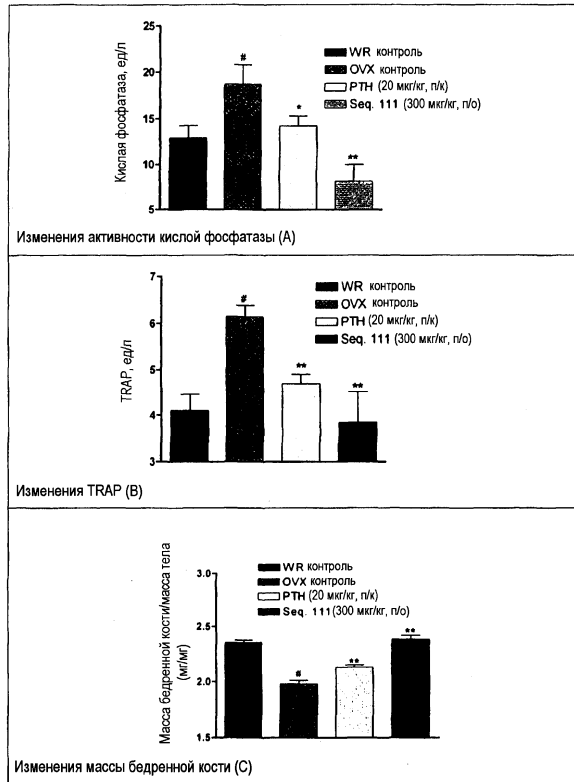 Кислая фосфатаза, ед/л
25
20
15
10
5
#
*
**
WR контроль
OVX контроль
PTH (20 мкг/кг, п/к)
Seq. 111 (300 мкг/кг, п/о)
Изменения активности кислой фосфатазы (A)
TRAP, ед/л
7
6
5
4
3
#
**
**
WR контроль
OVX контроль
PTH (20 мкг/кг, п/к)
Seq. 111 (300 мкг/кг, п/о)
Изменения TRAP (B)
Масса бедренной кости/масса тела
(мг/мг)
3.0
2.5
2.0
1.5
#
**
**
WR контроль
OVX контроль
PTH (20 мкг/кг, п/к)
Seq. 111 (300 мкг/кг, п/о)
Изменения массы бедренной кости (C)